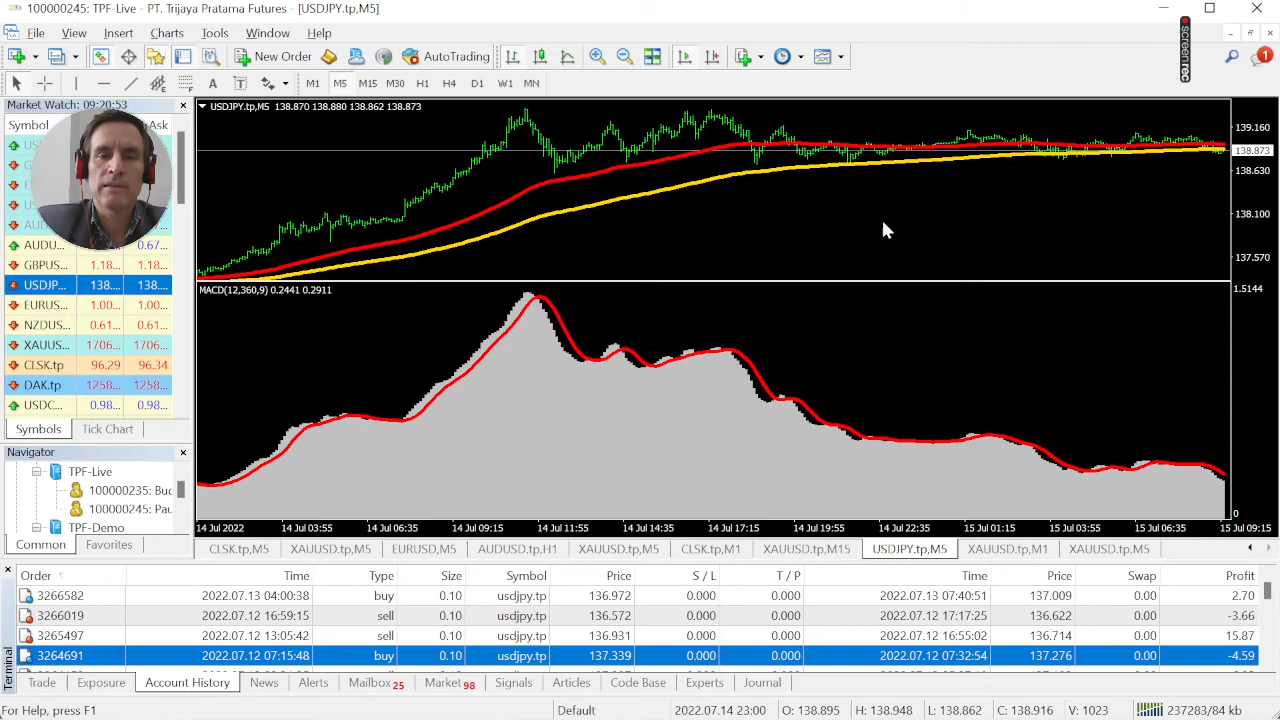 100000245: TPF-Live - PT. Trijaya Pratama Futures - [USDJPY.tp,M5]
File View Insert Charts Tools Window Help
New Order AutoTrading 1
screenrec
A T M1 M5 M15 M30 H1 H4 D1 W1 MN
Market Watch: 09:20:53
Symbol Ask
AUDU... 0.67...
GBPUS... 1.18... 1.18...
USDJP... 138.... 138....
EURUS... 1.00... 1.00...
NZDUS... 0.61... 0.61...
XAUUS... 1706... 1706...
CLSK.tp 96.29 96.34
DAK.tp 1258... 1258...
USDC... 0.98... 0.98...
Symbols Tick Chart
Navigator
TPF-Live
100000235: Buc
100000245: Pau
TPF-Demo
Common Favorites
USDJPY.tp,M5 138.870 138.880 138.862 138.873
139.160
138.873
138.630
138.100
137.570
MACD(12,360,9) 0.2441 0.2911
1.5144
0
14 Jul 2022 14 Jul 03:55 14 Jul 06:35 14 Jul 09:15 14 Jul 11:55 14 Jul 14:35 14 Jul 17:15 14 Jul 19:55 14 Jul 22:35 15 Jul 01:15 15 Jul 03:55 15 Jul 06:35 15 Jul 09:15
CLSK.tp,M5 XAUUSD.tp,M5 EURUSD,M5 AUDUSD.tp,H1 XAUUSD.tp,M5 CLSK.tp,M1 XAUUSD.tp,M15 USDJPY.tp,M5 XAUUSD.tp,M1 XAUUSD.tp,M5
Order Time Type Size Symbol Price S / L T / P Time Price Swap Profit
3266582 2022.07.13 04:00:38 buy 0.10 usdjpy.tp 136.972 0.000 0.000 2022.07.13 07:40:51 137.009 0.00 2.70
3266019 2022.07.12 16:59:15 sell 0.10 usdjpy.tp 136.572 0.000 0.000 2022.07.12 17:17:25 136.622 0.00 -3.66
3265497 2022.07.12 13:05:42 sell 0.10 usdjpy.tp 136.931 0.000 0.000 2022.07.12 16:55:02 136.714 0.00 15.87
3264691 2022.07.12 07:15:48 buy 0.10 usdjpy.tp 137.339 0.000 0.000 2022.07.12 07:32:54 137.276 0.00 -4.59
Terminal
Trade Exposure Account History News Alerts Mailbox 25 Market 98 Signals Articles Code Base Experts Journal
For Help, press F1 Default 2022.07.14 23:00 O: 138.895 H: 138.948 L: 138.862 C: 138.916 V: 1023 237283/84 kb